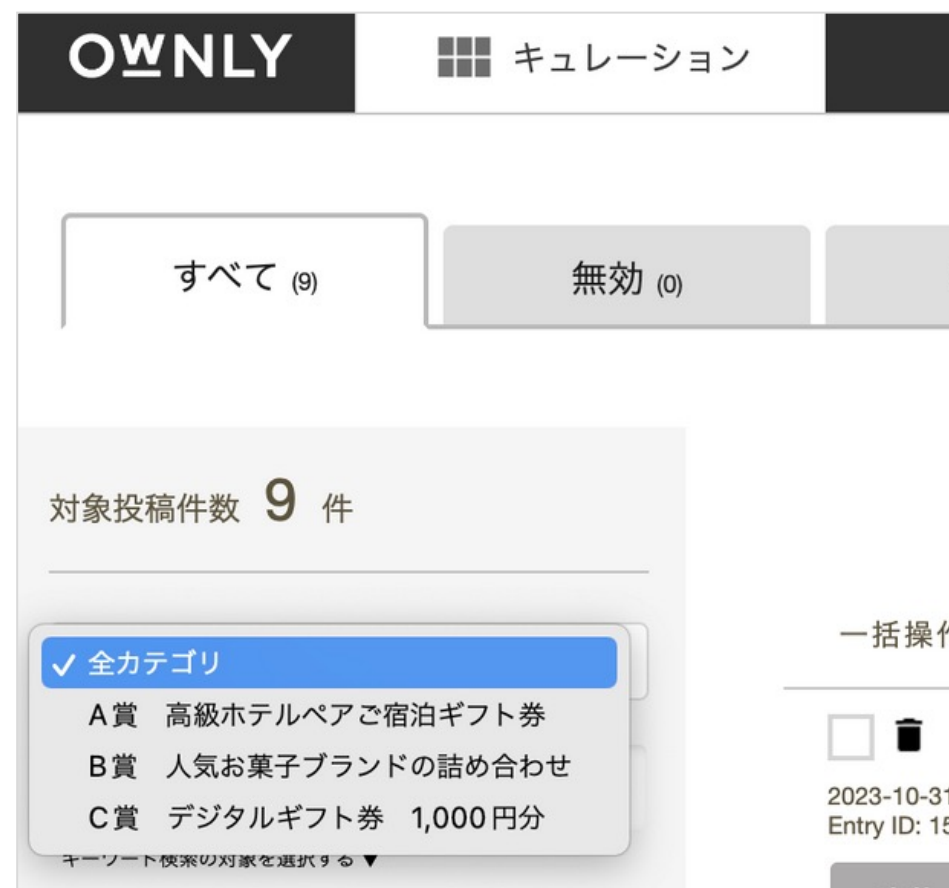 OWNLY
キュレーション
すべて (9)
無効 (0)
対象投稿件数 9 件
全カテゴリ
A賞 高級ホテルペアご宿泊ギフト券
B賞 人気お菓子ブランドの詰め合わせ
C賞 デジタルギフト券 1,000円分
キーワード検索の対象を選択する ▼
一括操作
2023-10-31
Entry ID: 15